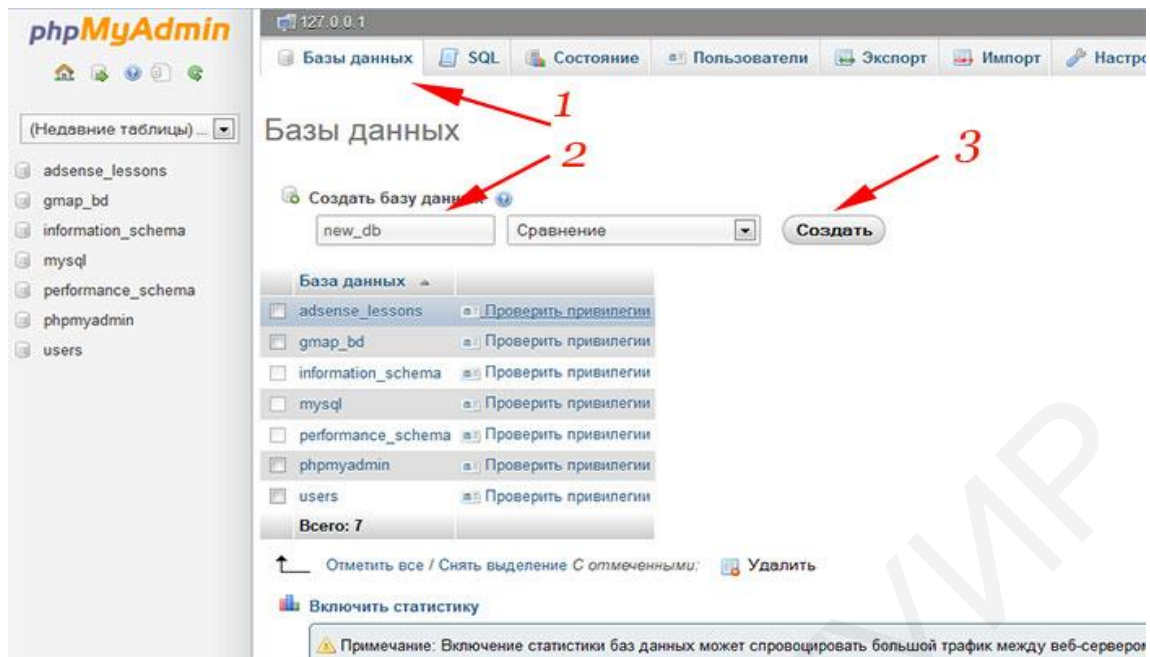 phpMyAdmin
127.0.0.1
Базы данных SQL Состояние Пользователи Экспорт Импорт
(Недавние таблицы) ...
adsense_lessons
gmap_bd
information_schema
mysql
performance_schema
phpmyadmin
users
1
Базы данных
2
3
Создать базу
new_db Сравнение Создать
База данных
adsense_lessons Проверить привилегии
gmap_bd Проверить привилегии
information_schema Проверить привилегии
mysql Проверить привилегии
performance_schema Проверить привилегии
phpmyadmin Проверить привилегии
users Проверить привилегии
Всего: 7
Отметить все / Снять выделение С отмеченными: Удалить
Включить статистику
Примечание: Включение статистики баз данных может спровоцировать большой трафик между веб-сервером